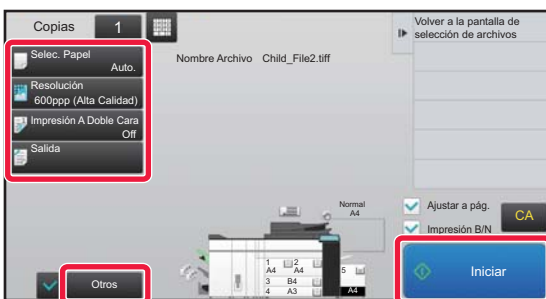 Copias 1
Selec. Papel
Auto.
Resolución
600ppp (Alta Calidad)
Impresión A Doble Cara
Off
Salida
Otros
Nombre Archivo Child_File2.tiff
Normal
A4
1 2
A4 A4
3 B4
4 A3
5
A4
Volver a la pantalla de
selección de archivos
Ajustar a pág.
Impresión B/N
CA
Iniciar